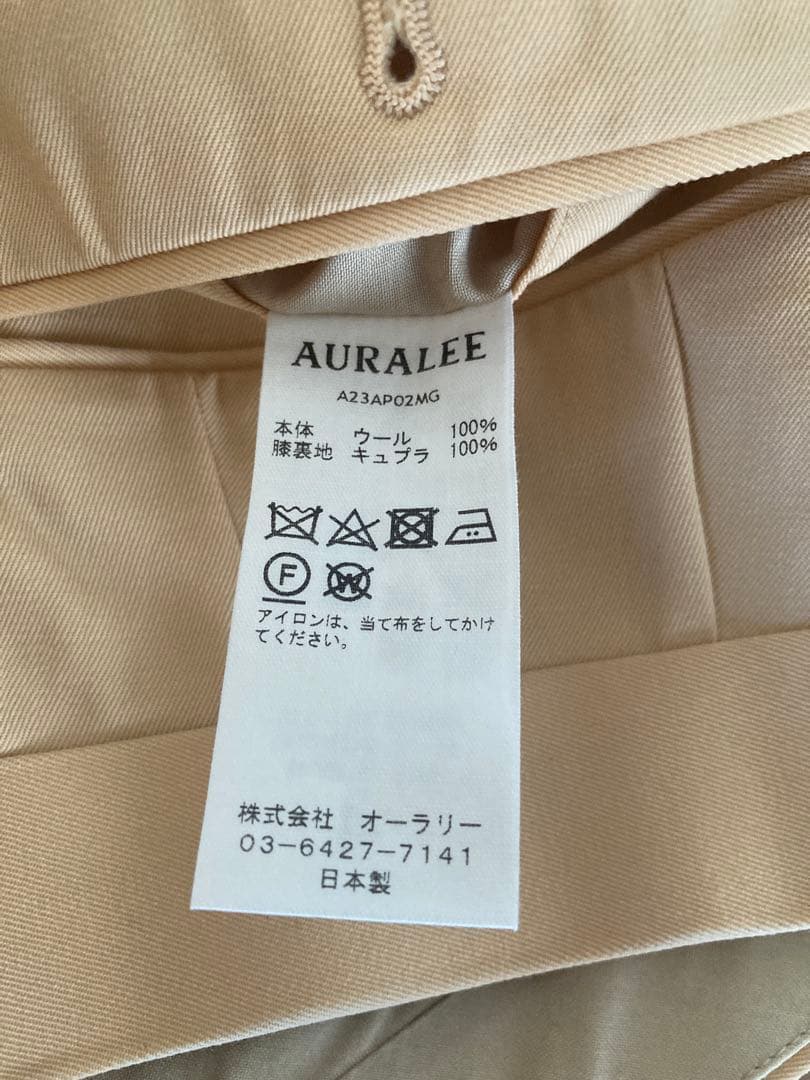 AURALEE
A23AP02MG
本体 ウール 100%
膝裏地 キュプラ 100%
F W
アイロンは、当て布をしてかけ
てください。
株式会社 オーラリー
03-6427-7141
日本製